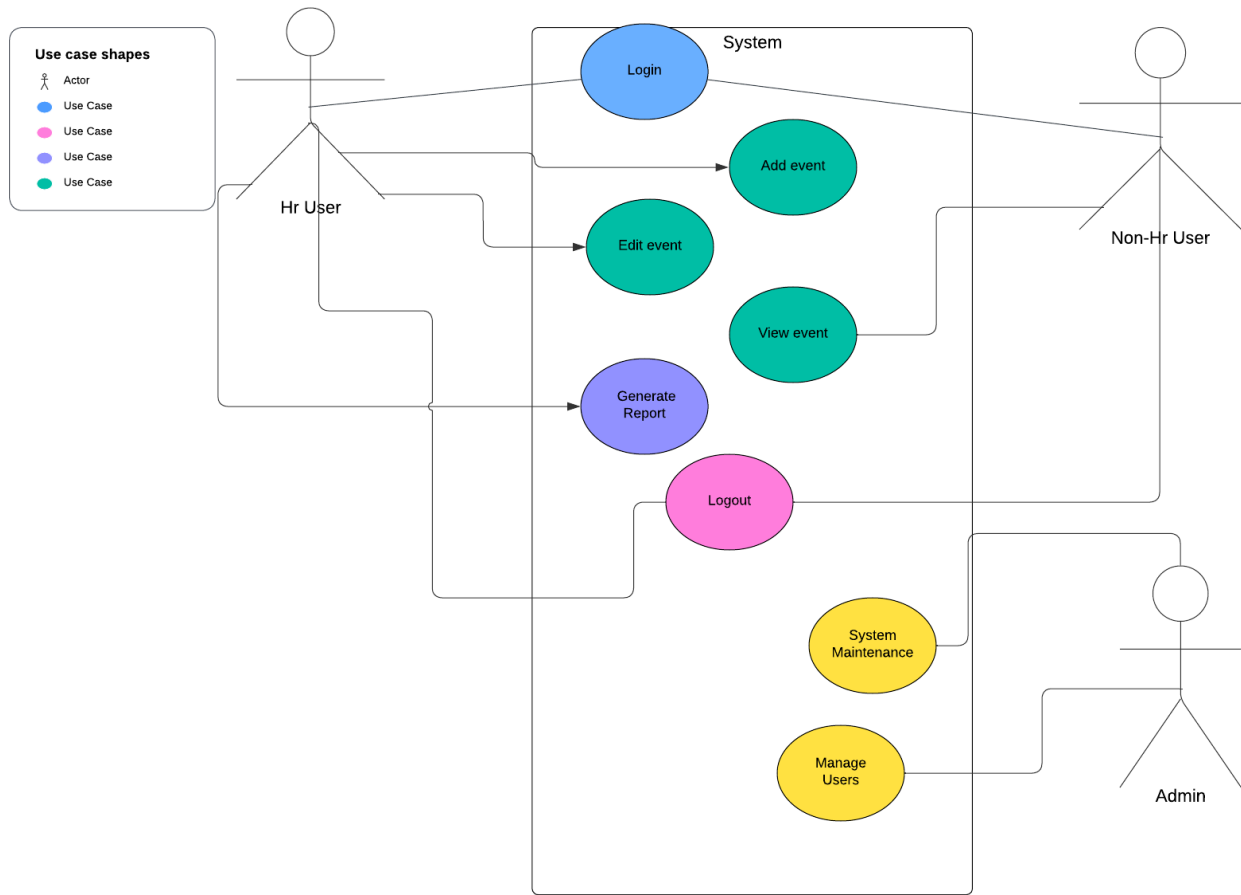 Use case shapes
Actor
Use Case
Use Case
Use Case
Use Case
Hr User
System
Login
Add event
Edit event
View event
Generate
Report
Logout
System
Maintenance
Manage
Users
Non-Hr User
Admin